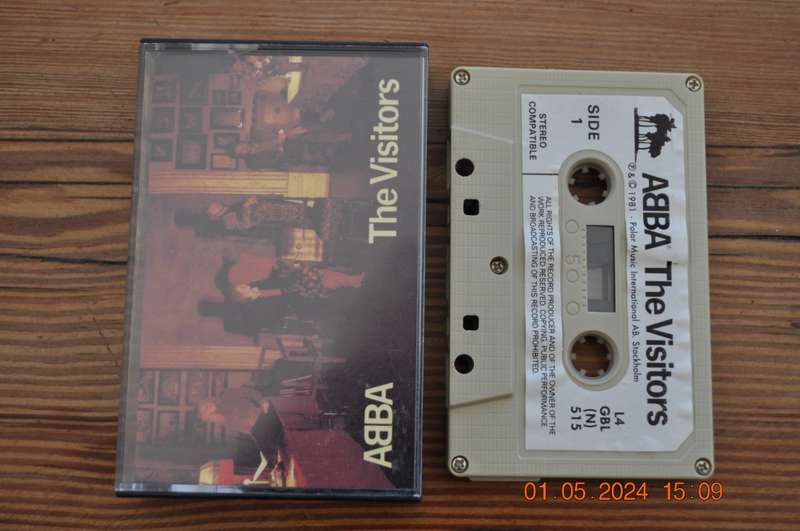 ABBA The Visitors
SIDE
1
STEREO
COMPATIBLE
ABBA The Visitors
℗ & © 1981 · Polar Music International AB. Stockholm
L4
GBL
(N)
515
ALL RIGHTS OF THE RECORD PRODUCER AND OF THE OWNER OF THE
WORK REPRODUCED RESERVED. COPYING, PUBLIC PERFORMANCE
AND BROADCASTING OF THIS RECORD PROHIBITED.
50
01.05.2024 15:09